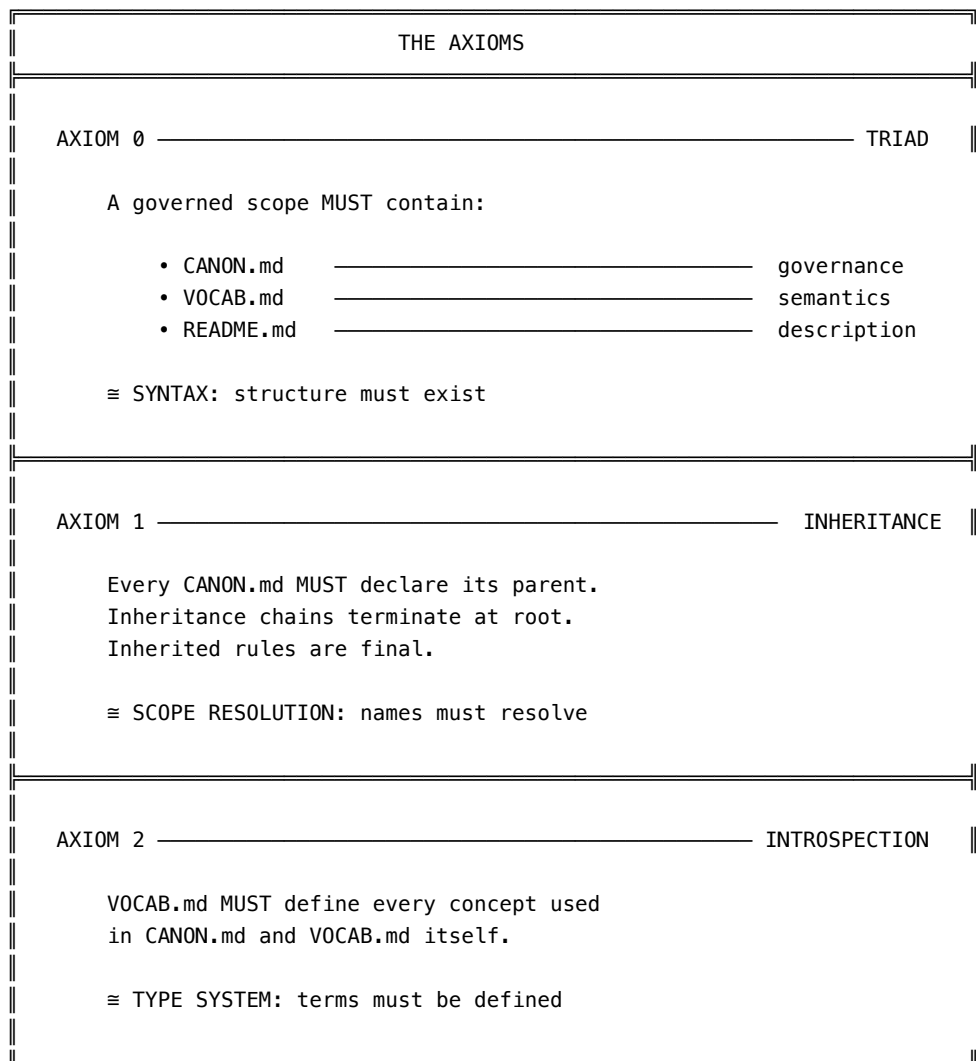 THE AXIOMS
AXIOM 0 TRIAD
A governed scope MUST contain:
• CANON.md governance
• VOCAB.md semantics
• README.md description
≅ SYNTAX: structure must exist
AXIOM 1 INHERITANCE
Every CANON.md MUST declare its parent.
Inheritance chains terminate at root.
Inherited rules are final.
≅ SCOPE RESOLUTION: names must resolve
AXIOM 2 INTROSPECTION
VOCAB.md MUST define every concept used
in CANON.md and VOCAB.md itself.
≅ TYPE SYSTEM: terms must be defined